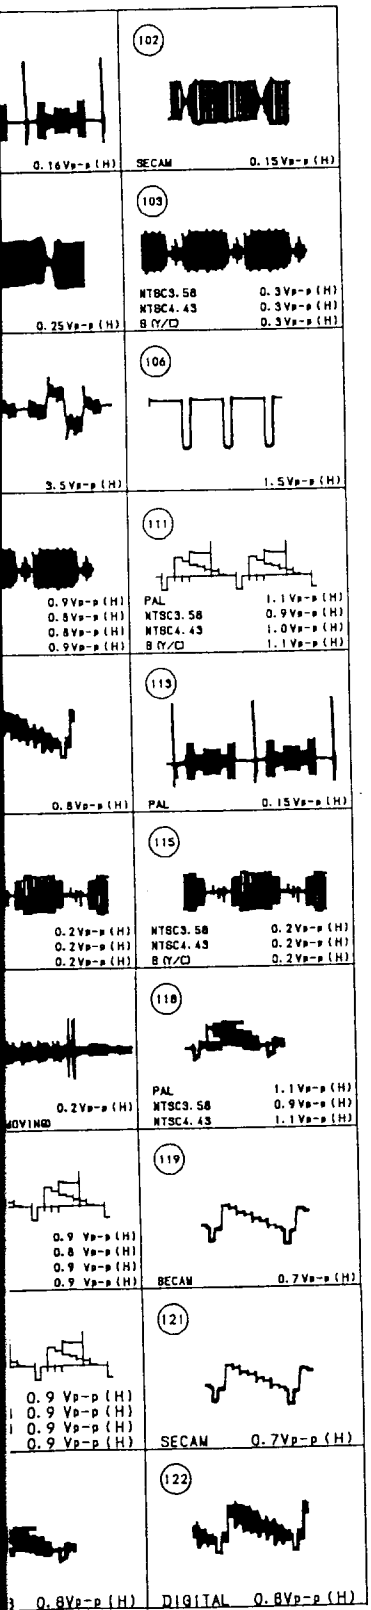 102
0.16Vp-p (H)
SECAM 0.15Vp-p (H)
103
0.25Vp-p (H)
NTSC3.58 0.3Vp-p (H)
NTSC4.43 0.3Vp-p (H)
B (Y/C) 0.3Vp-p (H)
106
3.5Vp-p (H)
1.5Vp-p (H)
111
0.9Vp-p (H)
0.8Vp-p (H)
0.8Vp-p (H)
0.9Vp-p (H)
PAL 1.1Vp-p (H)
NTSC3.58 0.9Vp-p (H)
NTSC4.43 1.0Vp-p (H)
B (Y/C) 1.1Vp-p (H)
113
0.8Vp-p (H)
PAL 0.15Vp-p (H)
115
0.2Vp-p (H)
0.2Vp-p (H)
0.2Vp-p (H)
NTSC3.58 0.2Vp-p (H)
NTSC4.43 0.2Vp-p (H)
B (Y/C) 0.2Vp-p (H)
118
0.2Vp-p (H)
MOVING)
PAL 1.1Vp-p (H)
NTSC3.58 0.9Vp-p (H)
NTSC4.43 1.1Vp-p (H)
119
0.9 Vp-p (H)
0.8 Vp-p (H)
0.9 Vp-p (H)
0.9 Vp-p (H)
SECAM 0.7Vp-p (H)
121
0.9 Vp-p (H)
0.9 Vp-p (H)
0.9 Vp-p (H)
0.9 Vp-p (H)
SECAM 0.7Vp-p (H)
122
0.8Vp-p (H)
DIGITAL 0.8Vp-p (H)